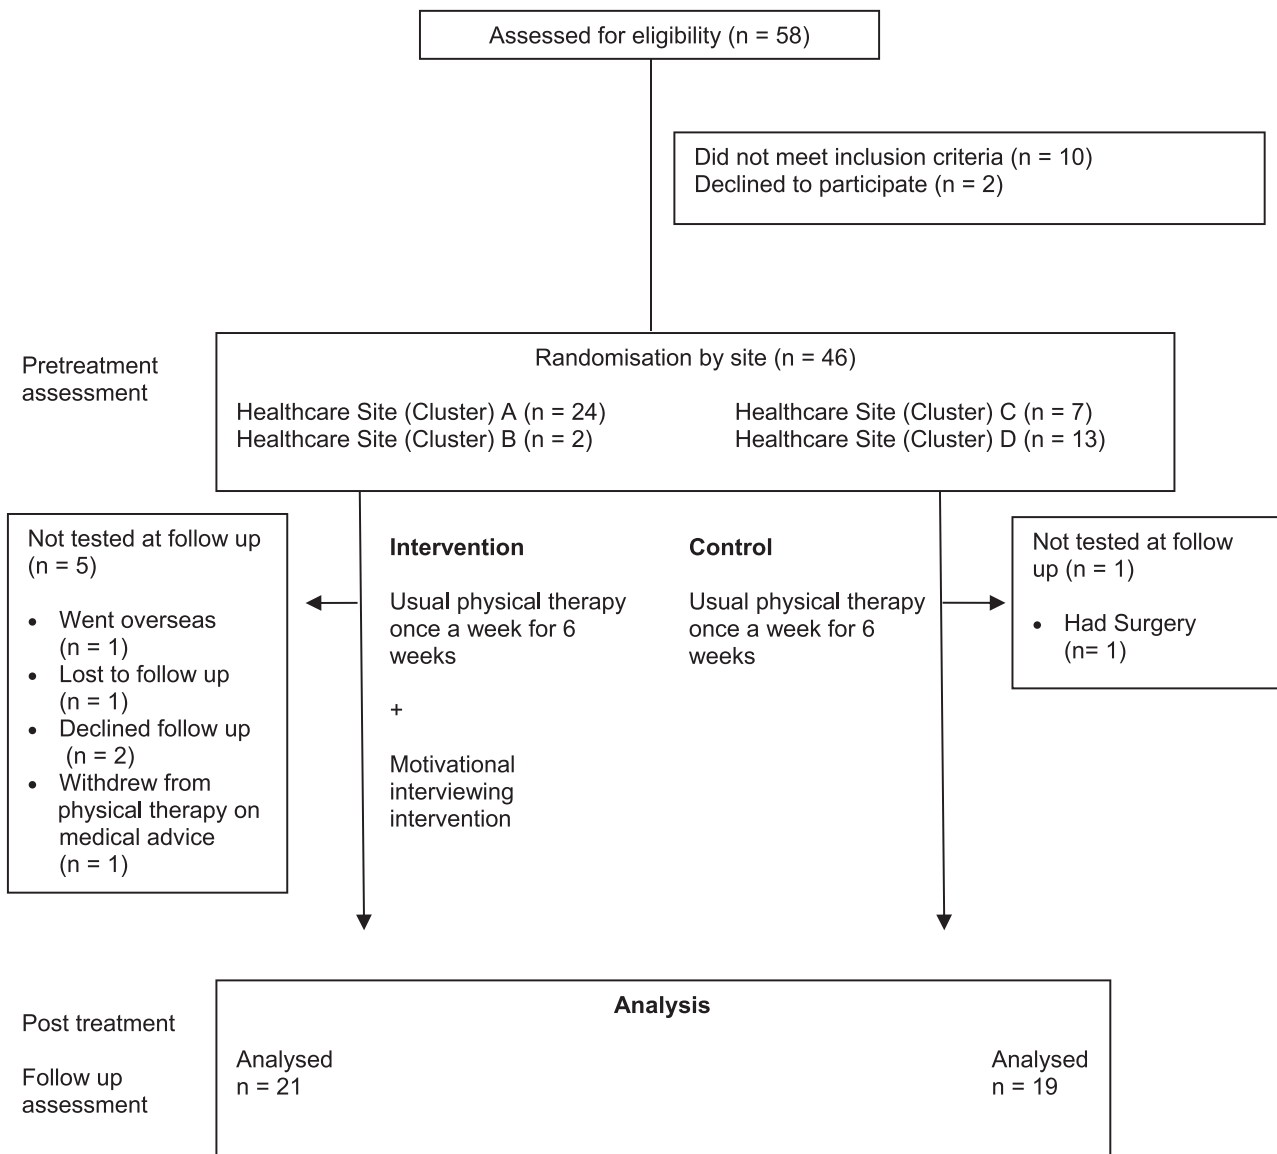 Assessed for eligibility (n = 58)
Did not meet inclusion criteria (n = 10)
Declined to participate (n = 2)
Pretreatment
assessment
Randomisation by site (n = 46)
Healthcare Site (Cluster) A (n = 24)
Healthcare Site (Cluster) B (n = 2)
Healthcare Site (Cluster) C (n = 7)
Healthcare Site (Cluster) D (n = 13)
Not tested at follow up
(n = 5)
• Went overseas
(n = 1)
• Lost to follow up
(n = 1)
• Declined follow up
(n = 2)
• Withdrew from
physical therapy on
medical advice
(n = 1)
Intervention
Usual physical therapy
once a week for 6
weeks
+
Motivational
interviewing
intervention
Control
Usual physical therapy
once a week for 6
weeks
Not tested at follow
up (n = 1)
• Had Surgery
(n= 1)
Post treatment
Follow up
assessment
Analysis
Analysed
n = 21
Analysed
n = 19